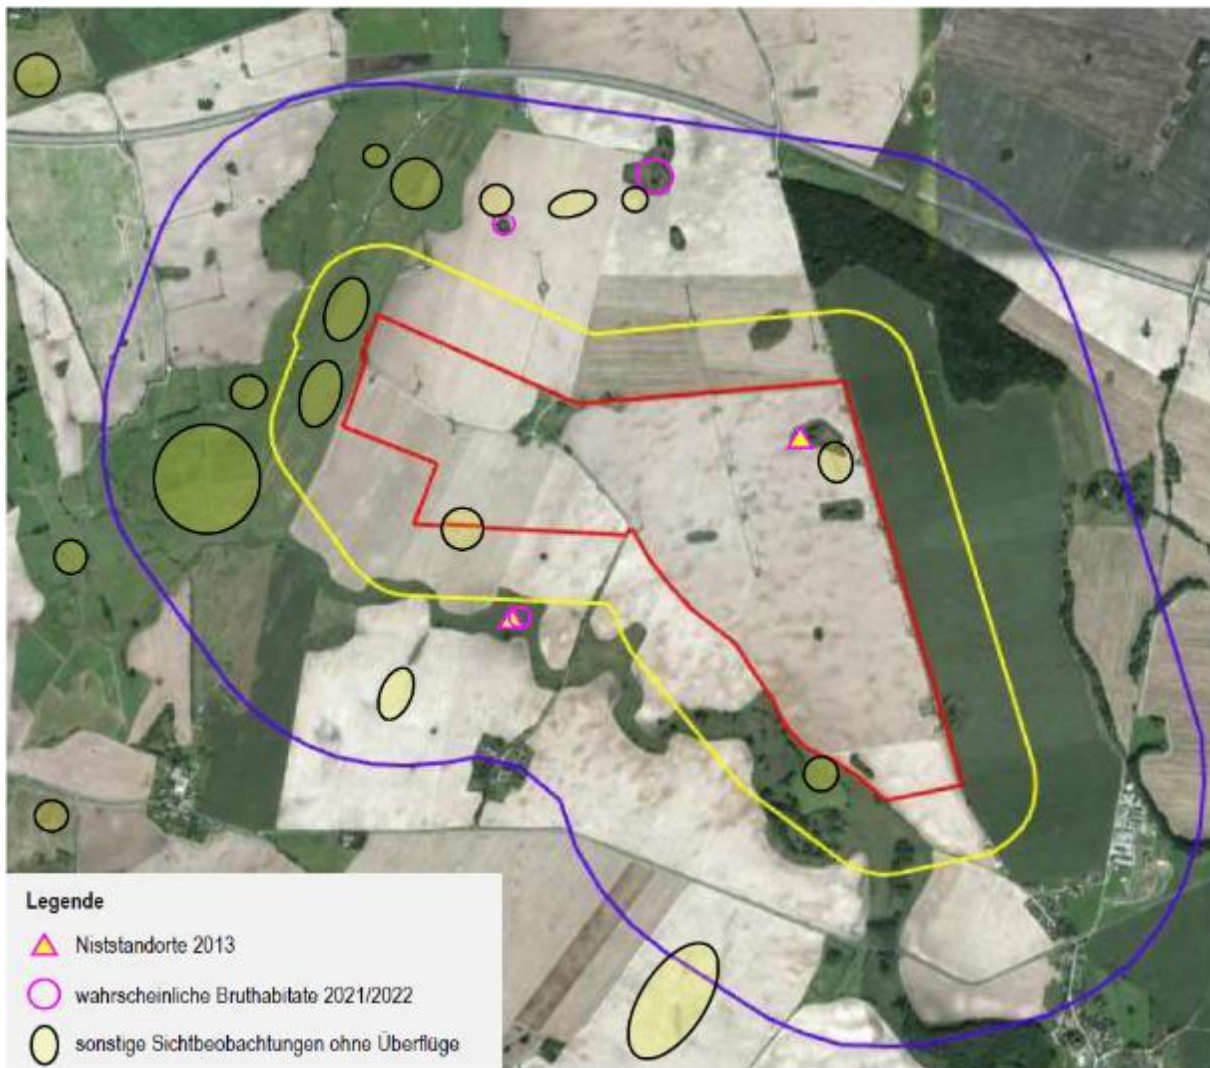 Legende
Niststandorte 2013
wahrscheinliche Bruthabitate 2021/2022
sonstige Sichtbeobachtungen ohne Überflüge